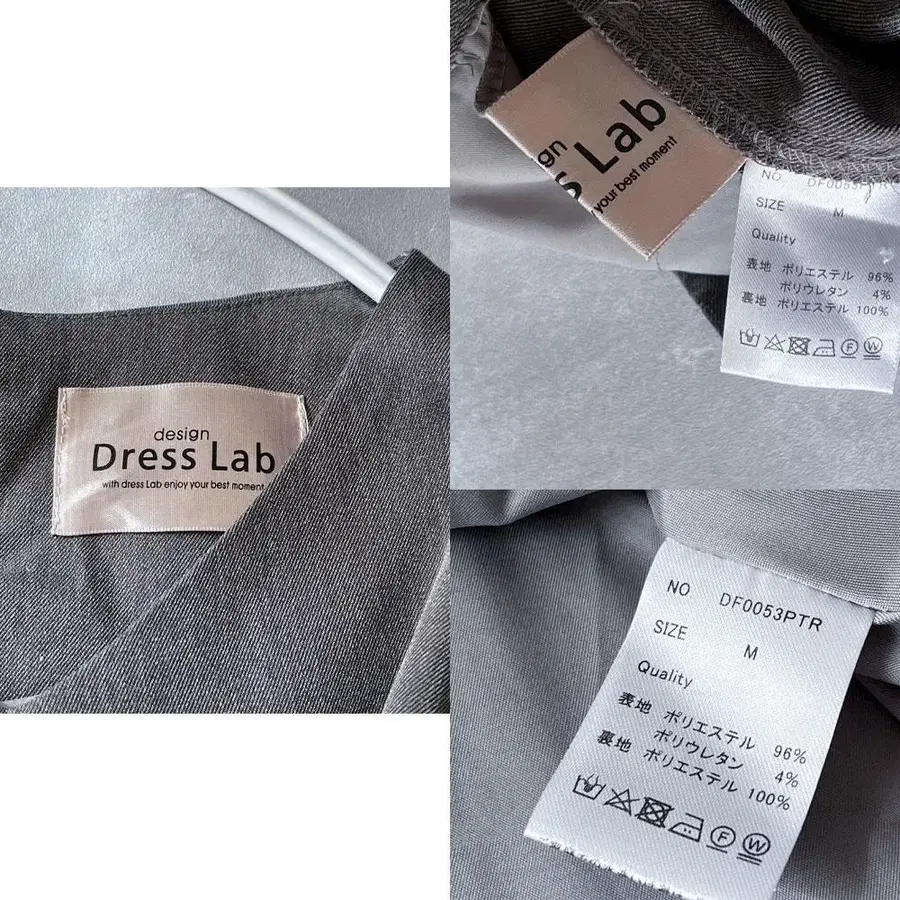 design
Dress Lab
with dress Lab enjoy your best moment
gn
s Lab
your best moment
NO DF0053PTR
SIZE M
Quality
表地 ポリエステル 96%
ポリウレタン 4%
裏地 ポリエステル 100%
F W
NO DF0053PTR
SIZE M
Quality
表地 ポリエステル 96%
ポリウレタン 4%
裏地 ポリエステル 100%
F W